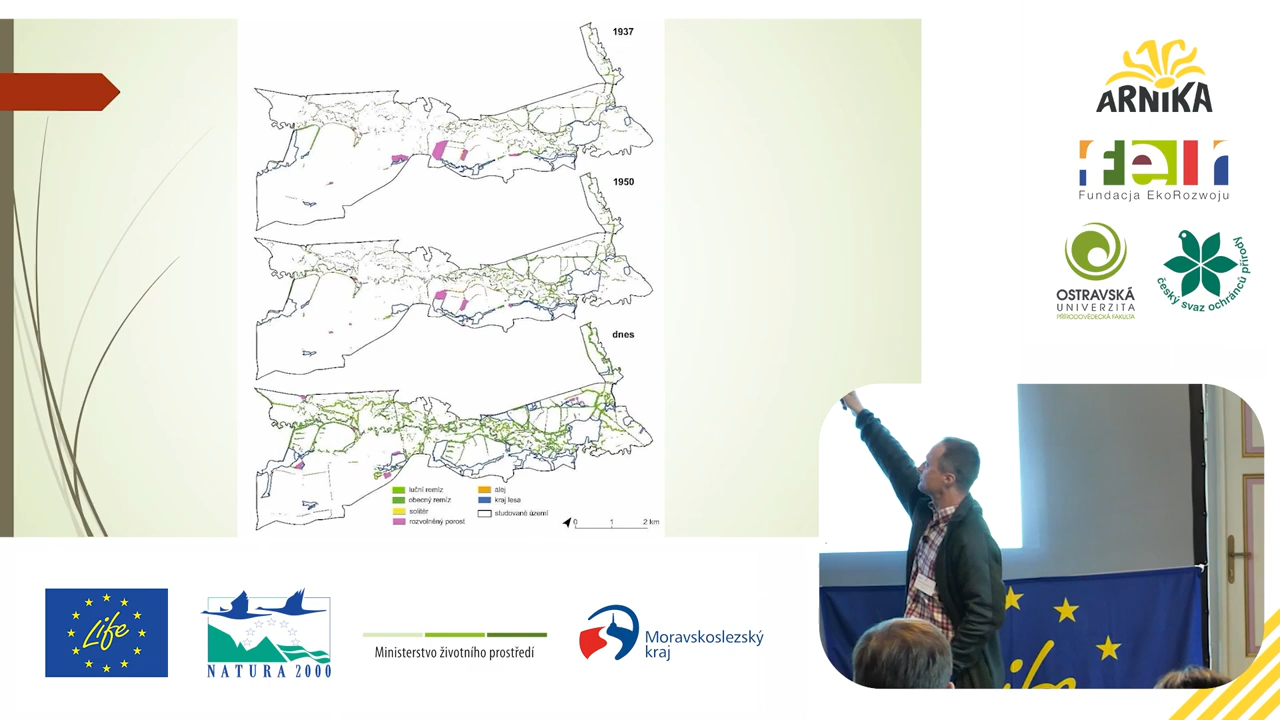 1937
1950
dnes
luční remíz
obecný remíz
solitér
rozvolněný porost
alej
kraj lesa
studované území
0 1 2 km
ARNIKA
feri
Fundacja EkoRozwoju
OSTRAVSKÁ
UNIVERZITA
PŘÍRODOVĚDECKÁ FAKULTA
český svaz ochránců přírody
Life
NATURA 2000
Ministerstvo životního prostředí
Moravskoslezský
kraj